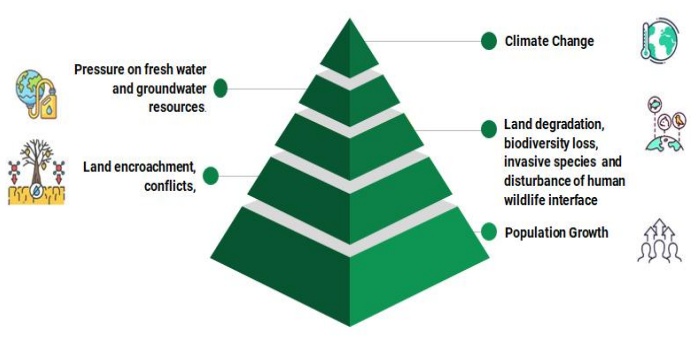 Climate Change
Pressure on fresh water
and groundwater
resources.
Land degradation,
biodiversity loss,
invasive species and
disturbance of human
wildlife interface
Land encroachment,
conflicts,
Population Growth